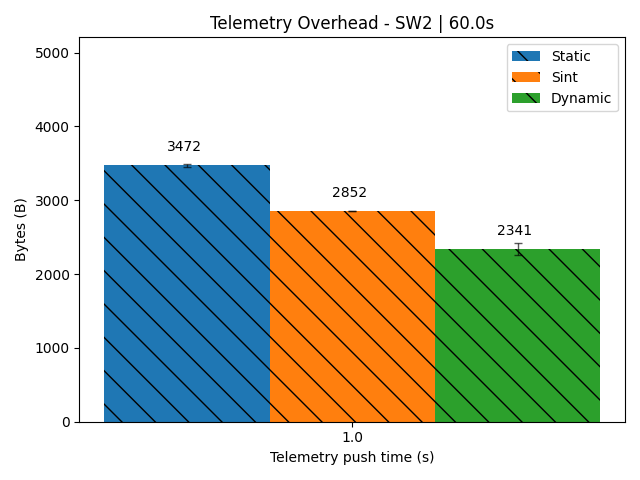 Telemetry Overhead - SW2 | 60.0s
Static
Sint
Dynamic
5000
4000
3000
2000
1000
0
Bytes (B)
3472
2852
2341
1.0
Telemetry push time (s)